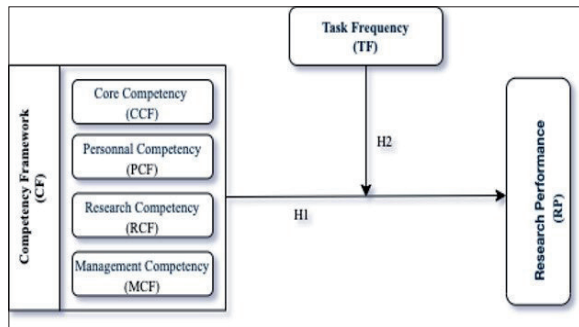 Task Frequency
(TF)
Competency Framework
(CF)
Core Competency
(CCF)
Personnal Competency
(PCF)
Research Competency
(RCF)
Management Competency
(MCF)
H2
H1
Research Performance
(RP)